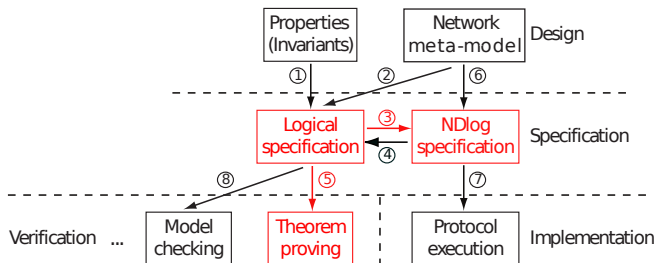 Properties
(Invariants)
Network
meta-model
Design
①
②
⑥
Logical
specification
③
④
NDlog
specification
Specification
⑧
⑤
⑦
Verification ...
Model
checking
Theorem
proving
Protocol
execution
Implementation